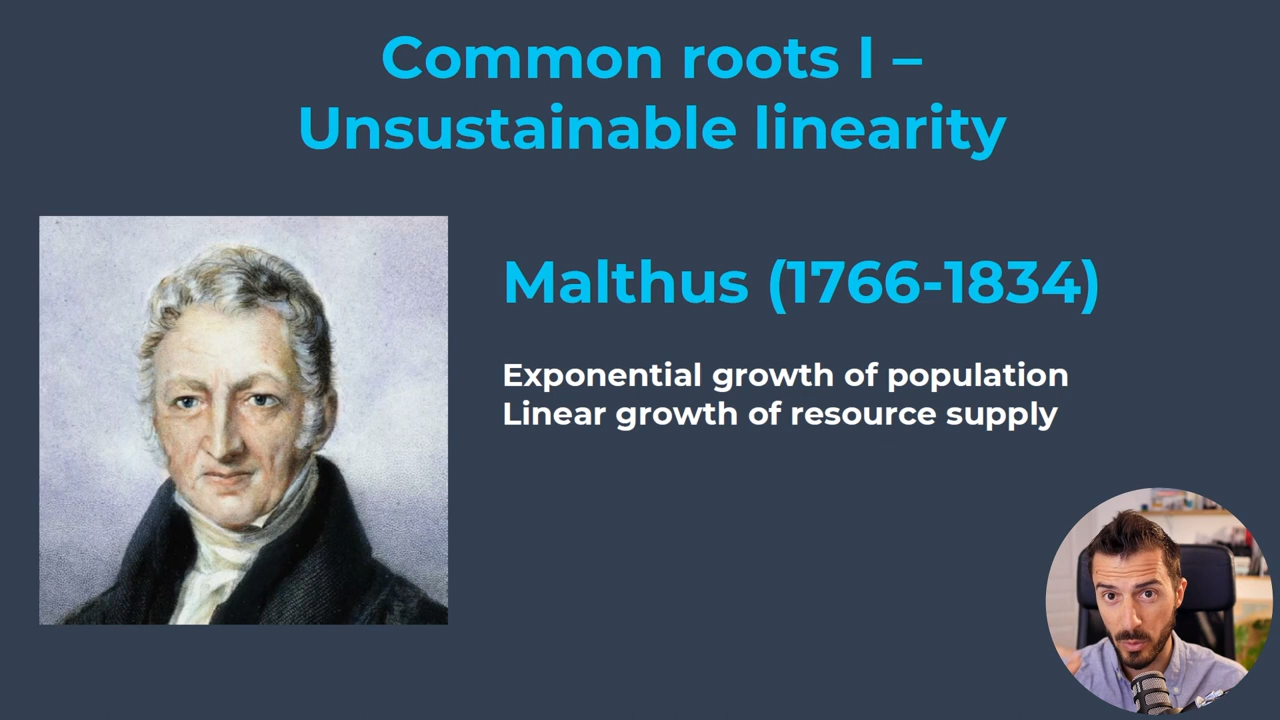 Common roots I –
Unsustainable linearity
Malthus (1766-1834)
Exponential growth of population
Linear growth of resource supply